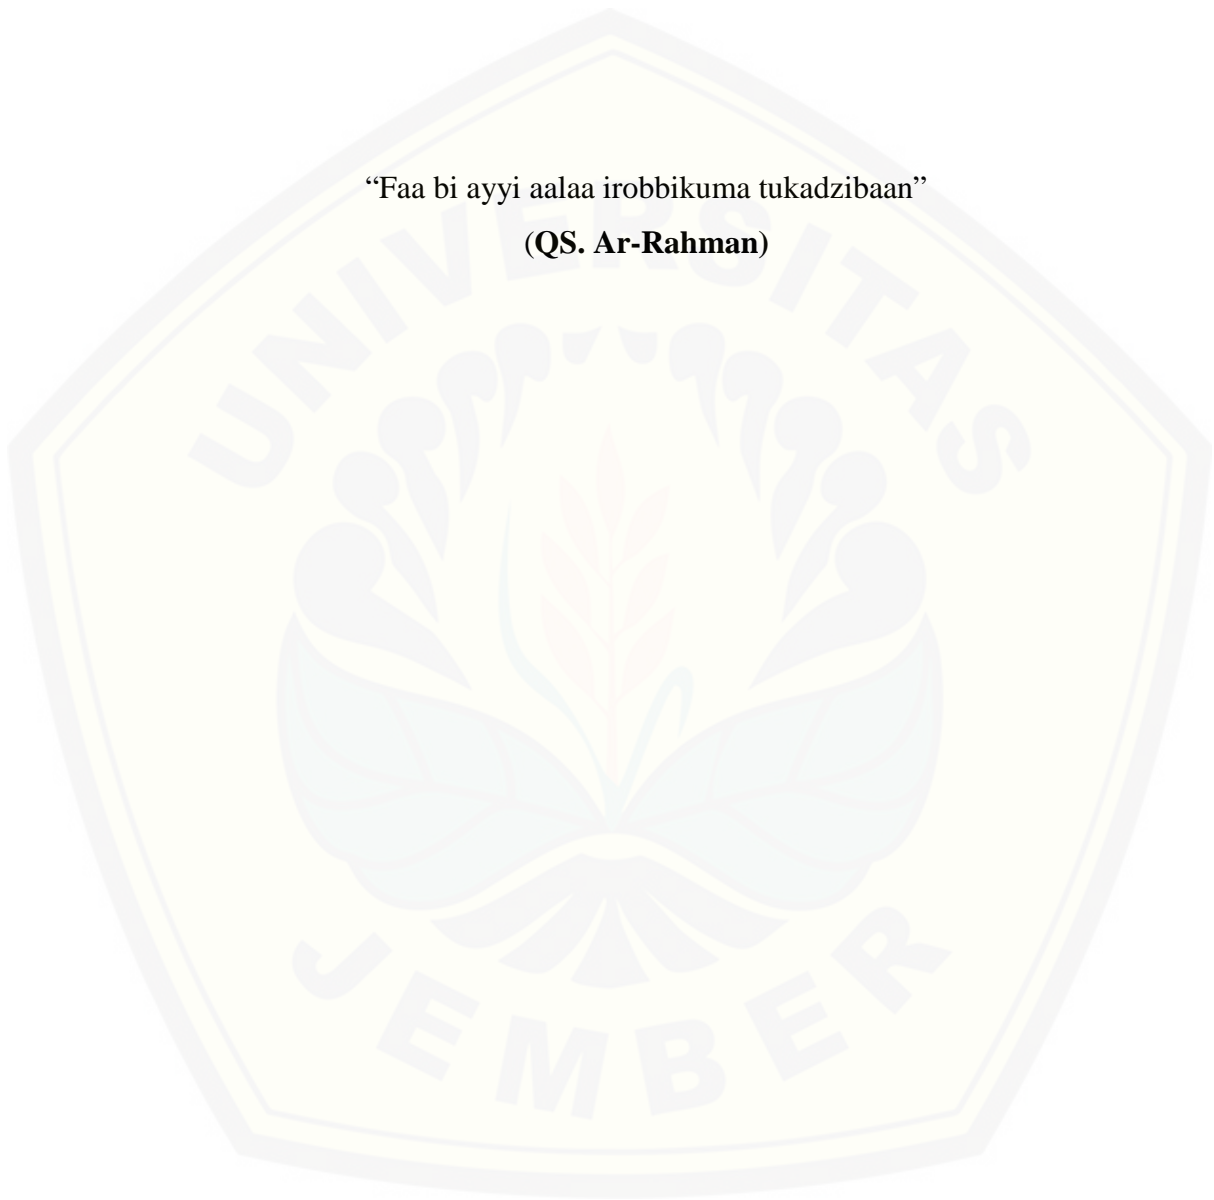 “Faa bi ayyi aalaa irobbikuma tukadzibaan”
(QS. Ar-Rahman)
UNIVERSITAS
JEMBER